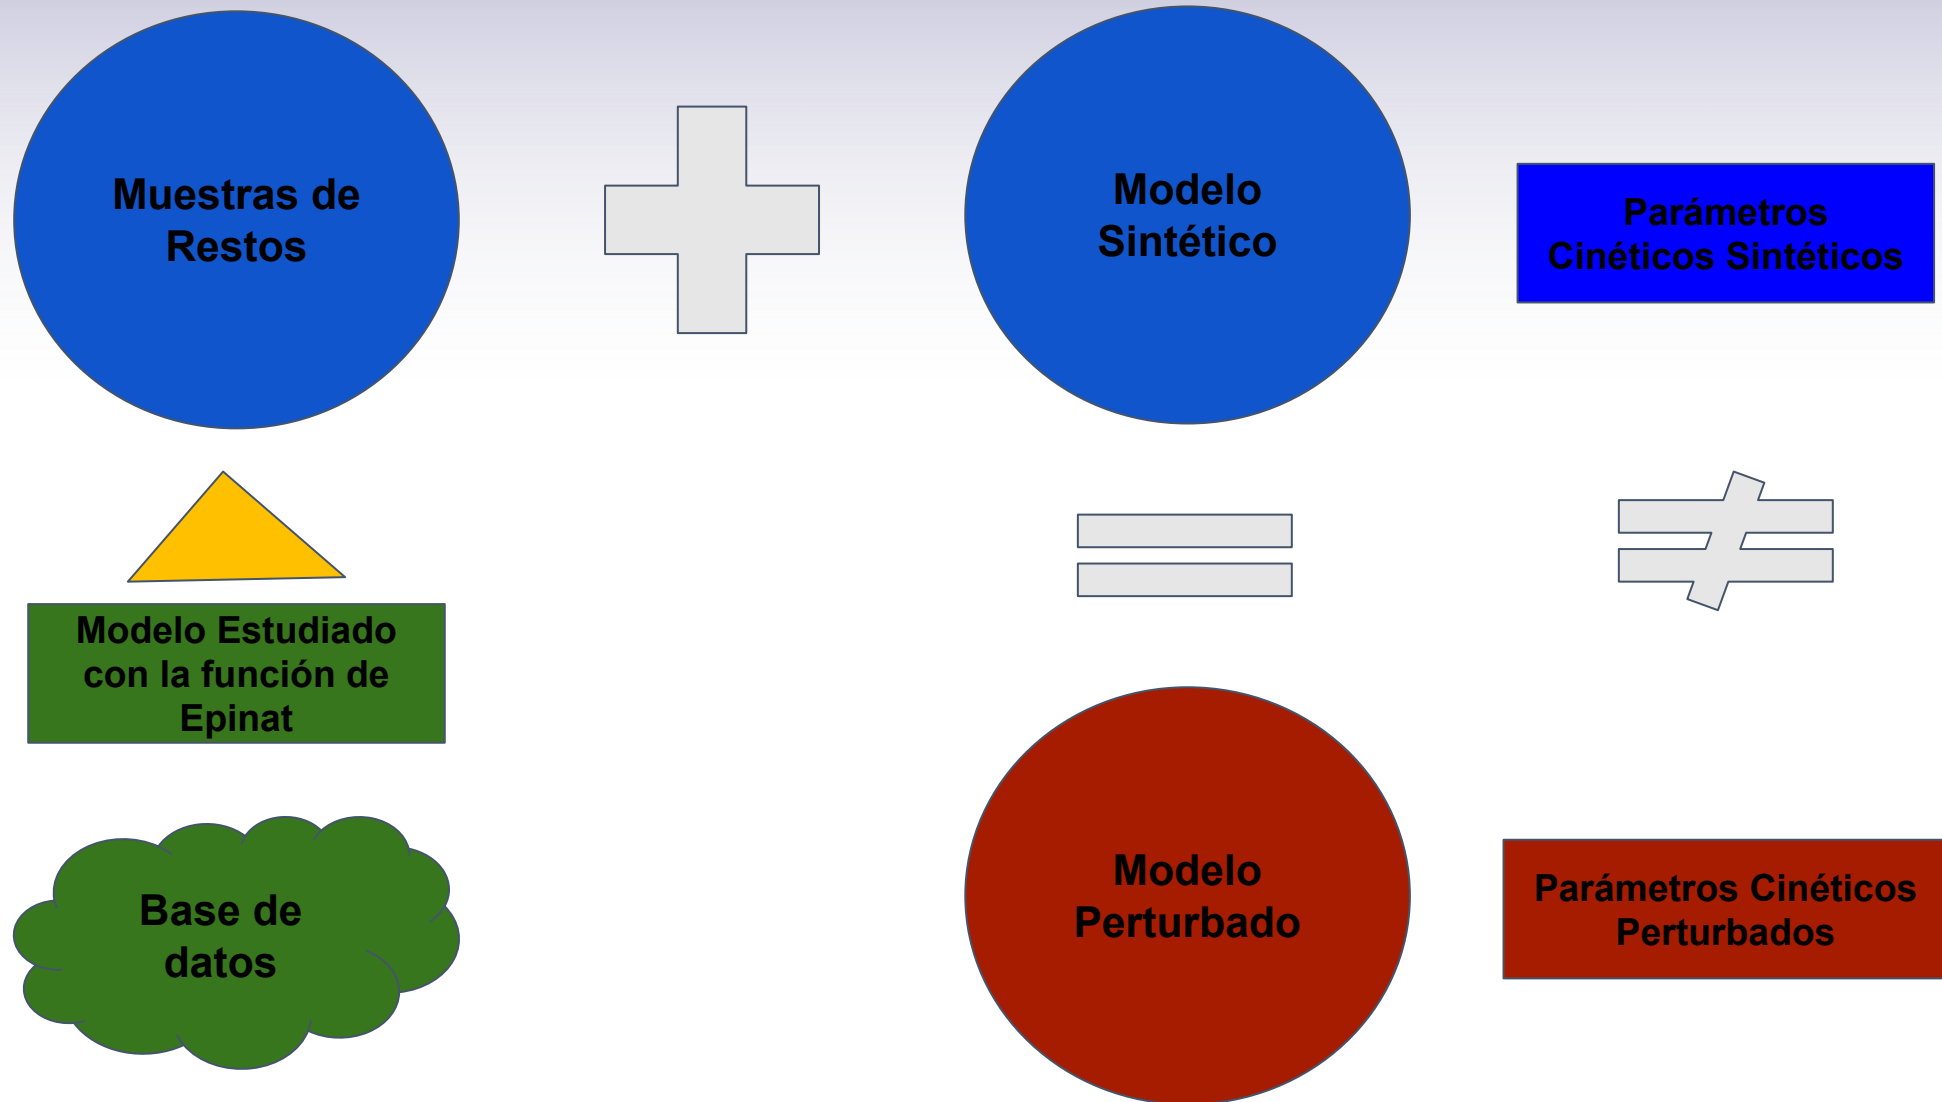 Muestras de
Restos
Modelo
Sintético
Parámetros
Cinéticos Sintéticos
Modelo Estudiado
con la función de
Epinat
Base de
datos
Modelo
Perturbado
Parámetros Cinéticos
Perturbados